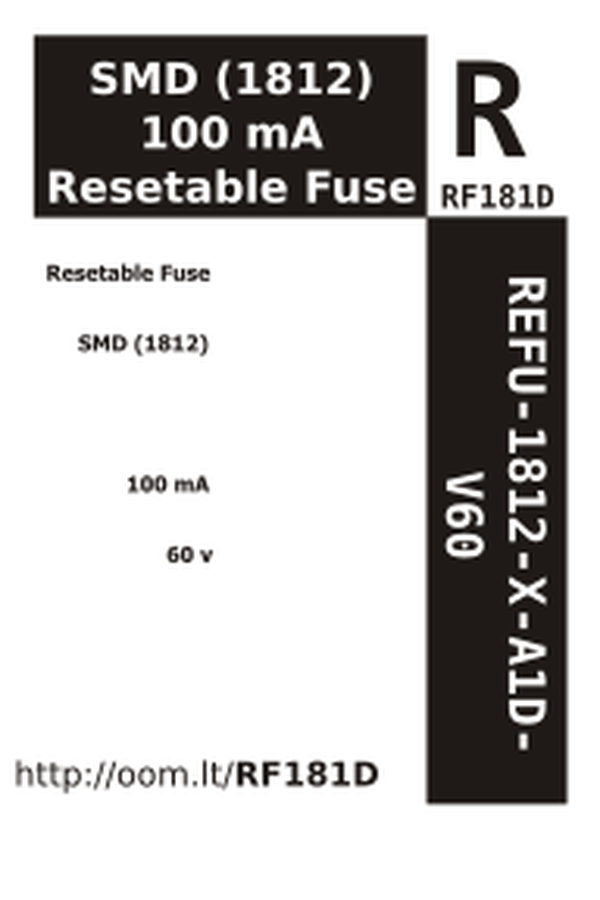 SMD (1812)
100 mA
Resetable Fuse
R
RF181D
Resetable Fuse
SMD (1812)
100 mA
60 v
REFU-1812-X-A1D-
V60
http://oom.lt/RF181D